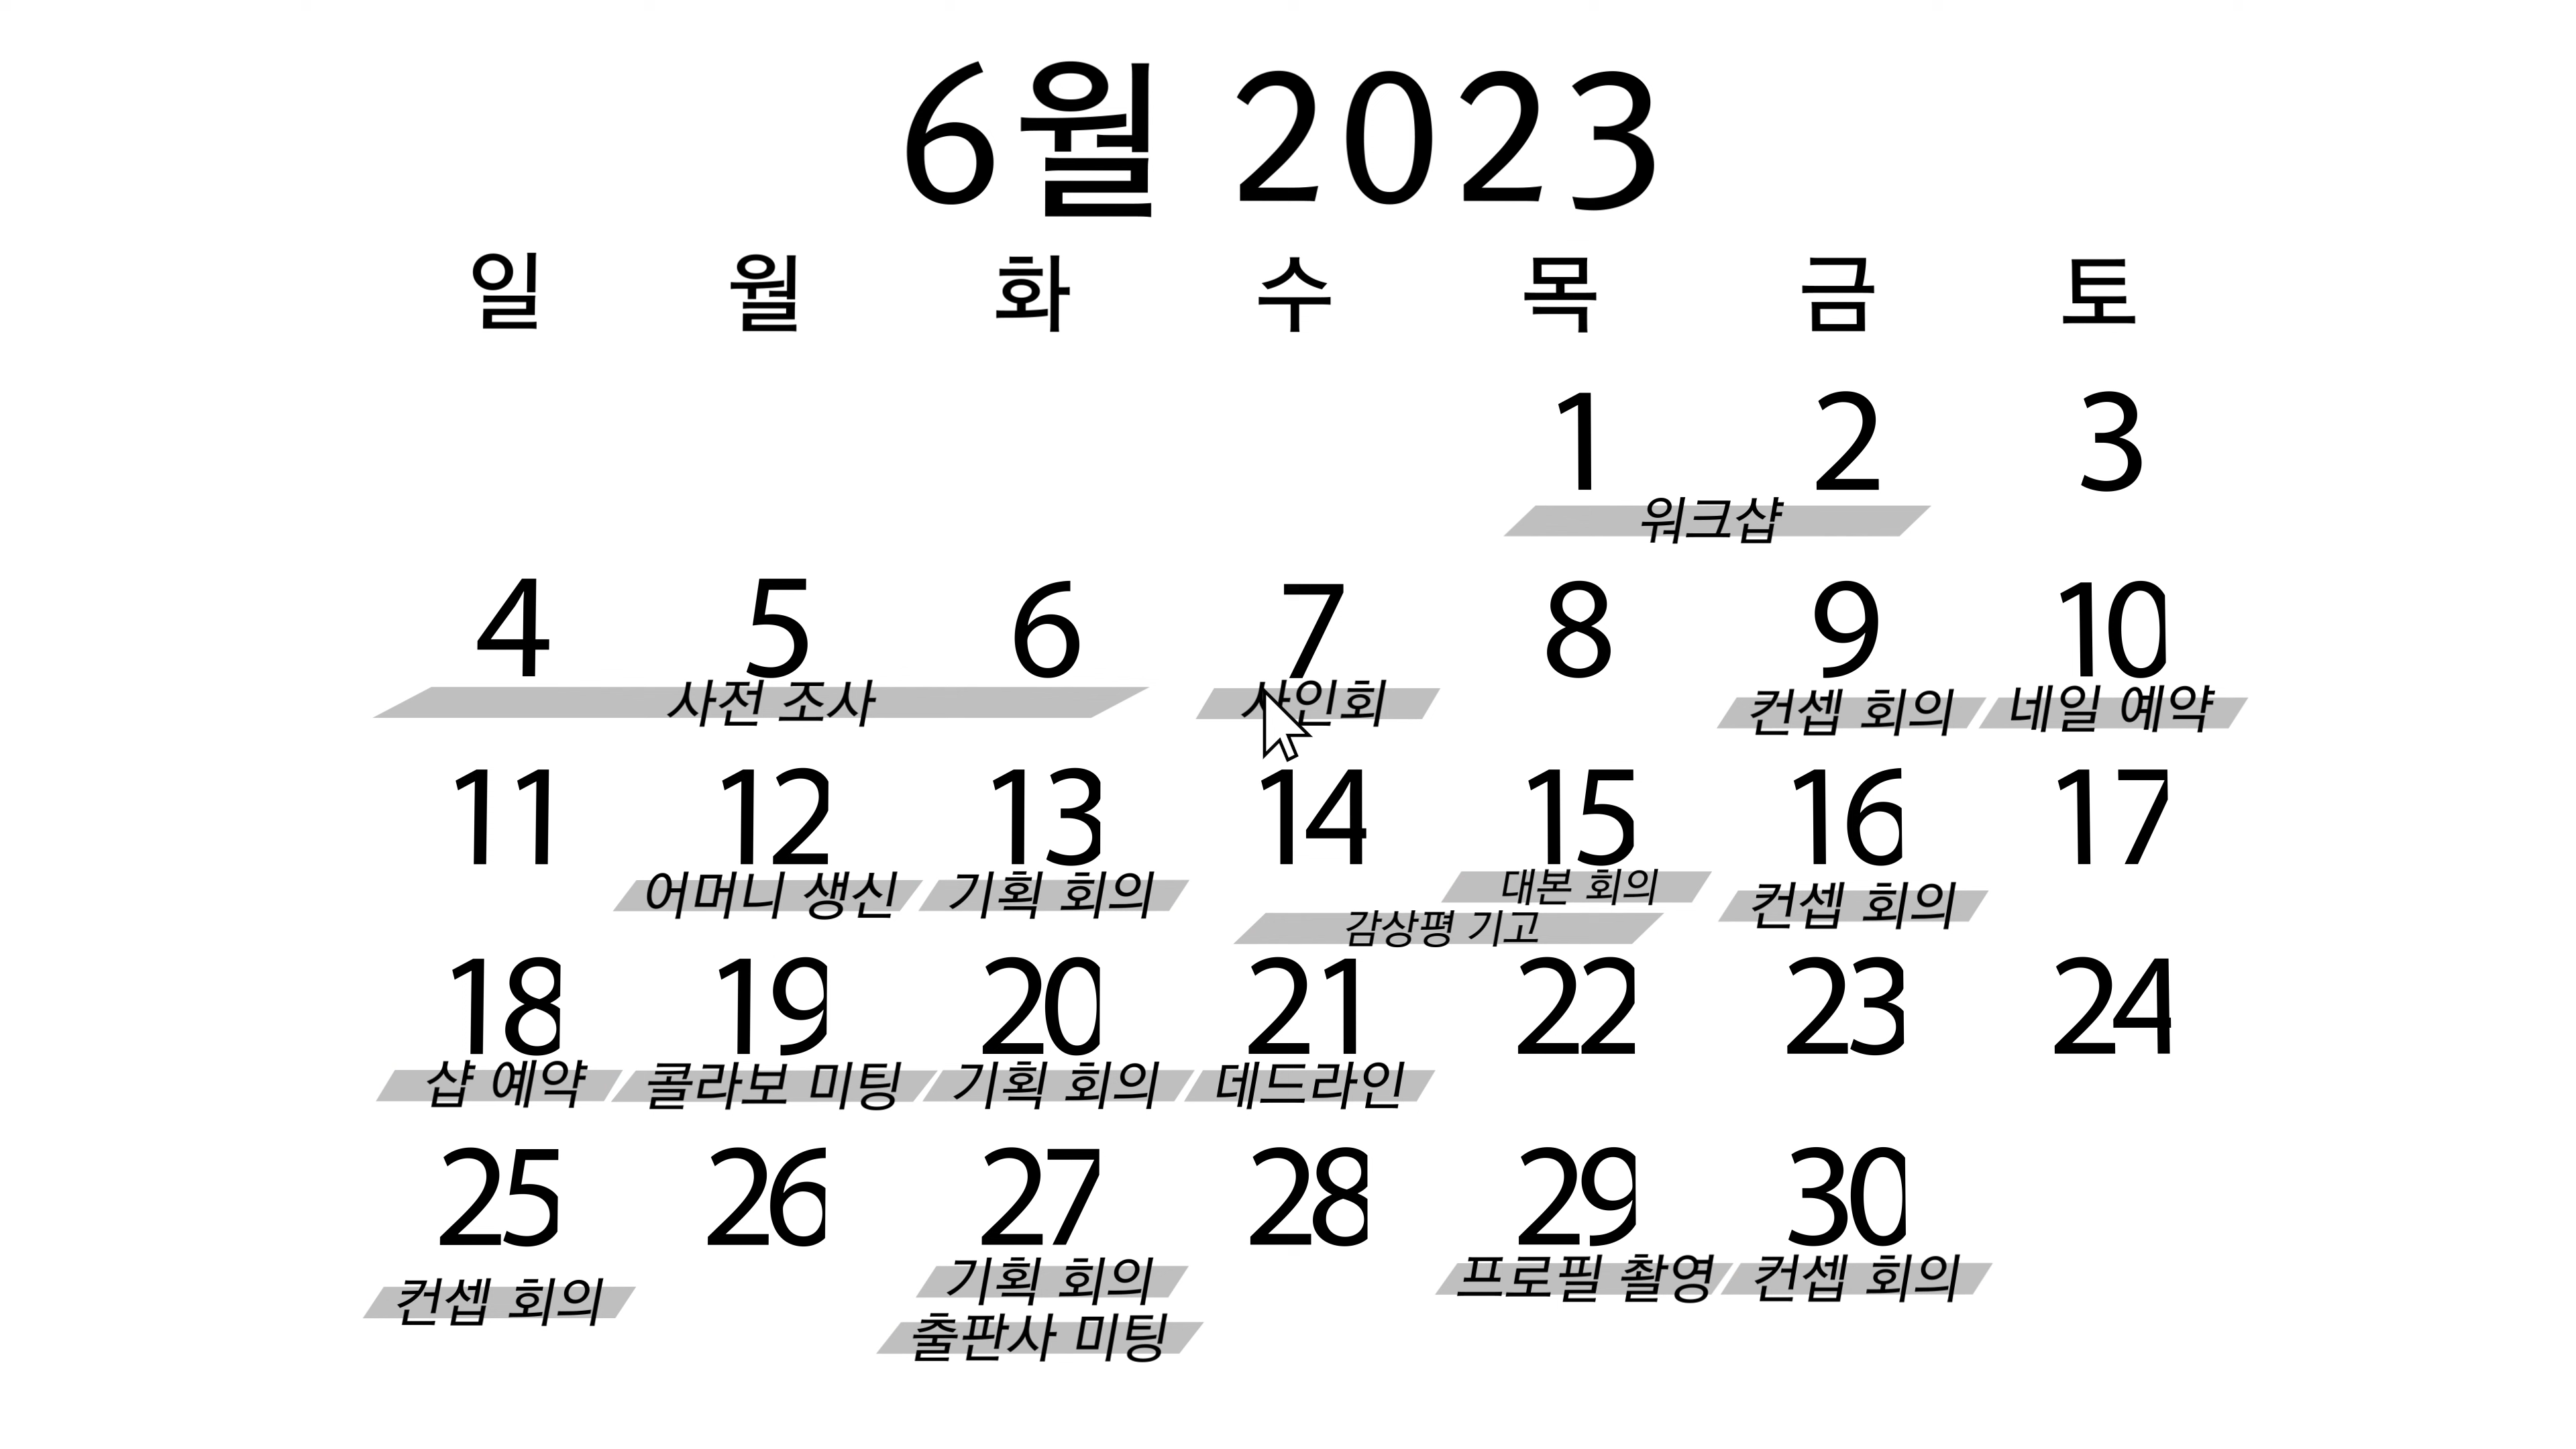 6월 2023
일 월 화 수 목 금 토
1 2 3
워크샵
4 5 6 7 8 9 10
사전 조사 사인회 컨셉 회의 네일 예약
11 12 13 14 15 16 17
어머니 생신 기획 회의 대본 회의 컨셉 회의
감상평 기고
18 19 20 21 22 23 24
샵 예약 콜라보 미팅 기획 회의 데드라인
25 26 27 28 29 30
컨셉 회의 기획 회의 프로필 촬영 컨셉 회의
출판사 미팅